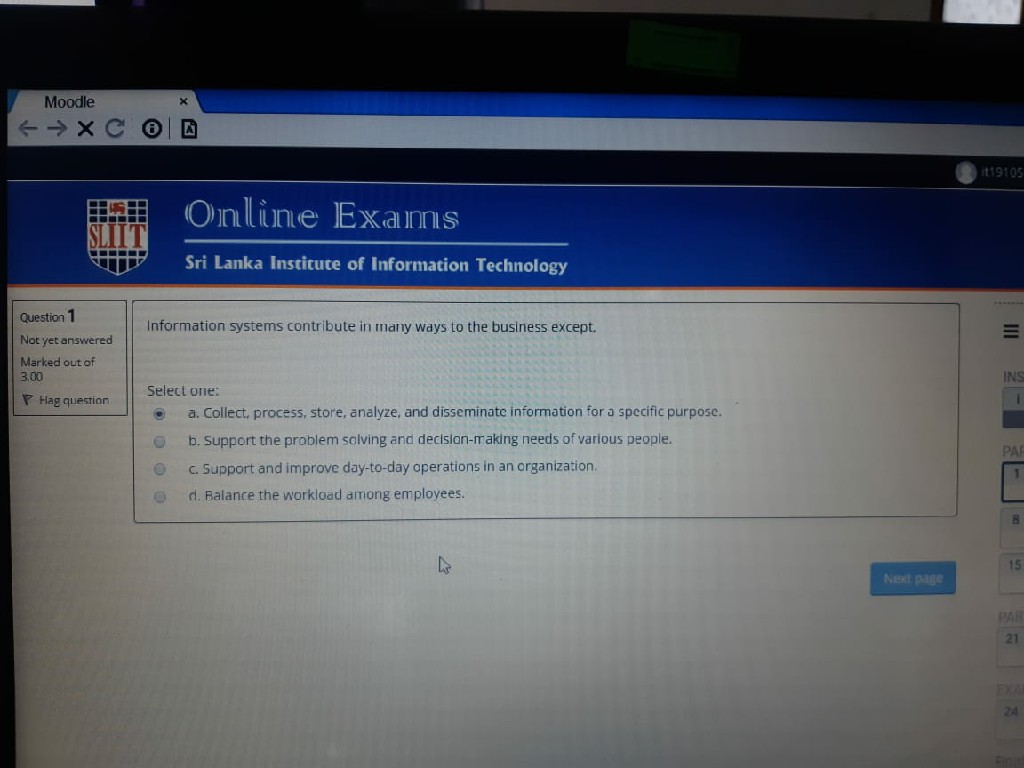 Moodle
it19105
SLIIT
Online Exams
Sri Lanka Institute of Information Technology
Question 1
Not yet answered
Marked out of
3.00
Flag question
Information systems contribute in many ways to the business except.
Select one:
a. Collect, process, store, analyze, and disseminate information for a specific purpose.
b. Support the problem solving and decision-making needs of various people.
c. Support and improve day-to-day operations in an organization.
d. Balance the workload among employees.
Next page
INS
i
PAR
1
8
15
PAR
21
EXA
24